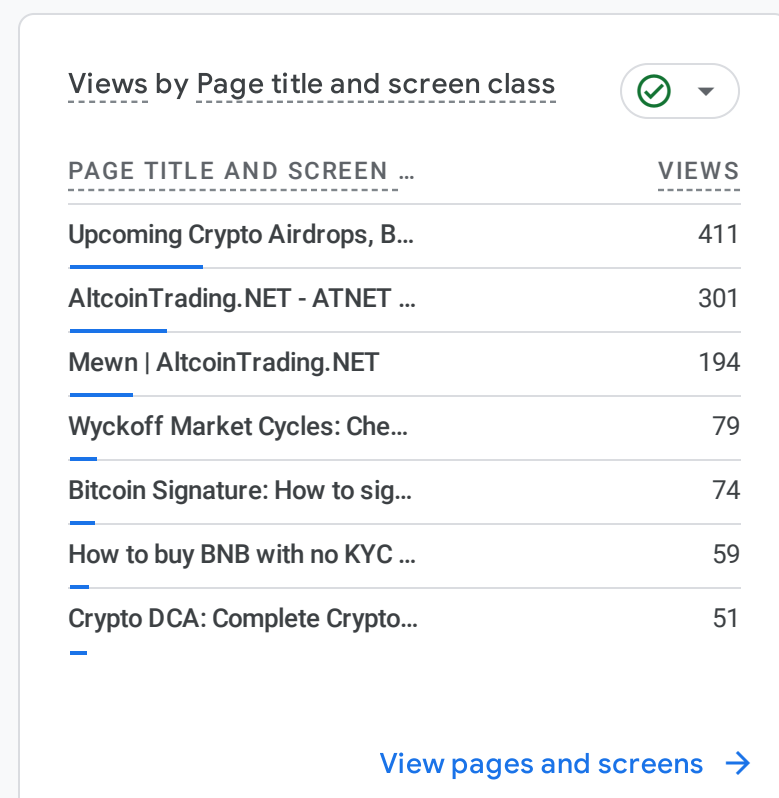 Views by Page title and screen class
PAGE TITLE AND SCREEN … VIEWS
Upcoming Crypto Airdrops, B… 411
AltcoinTrading.NET - ATNET … 301
Mewn | AltcoinTrading.NET 194
Wyckoff Market Cycles: Che… 79
Bitcoin Signature: How to sig… 74
How to buy BNB with no KYC … 59
Crypto DCA: Complete Crypto… 51
View pages and screens